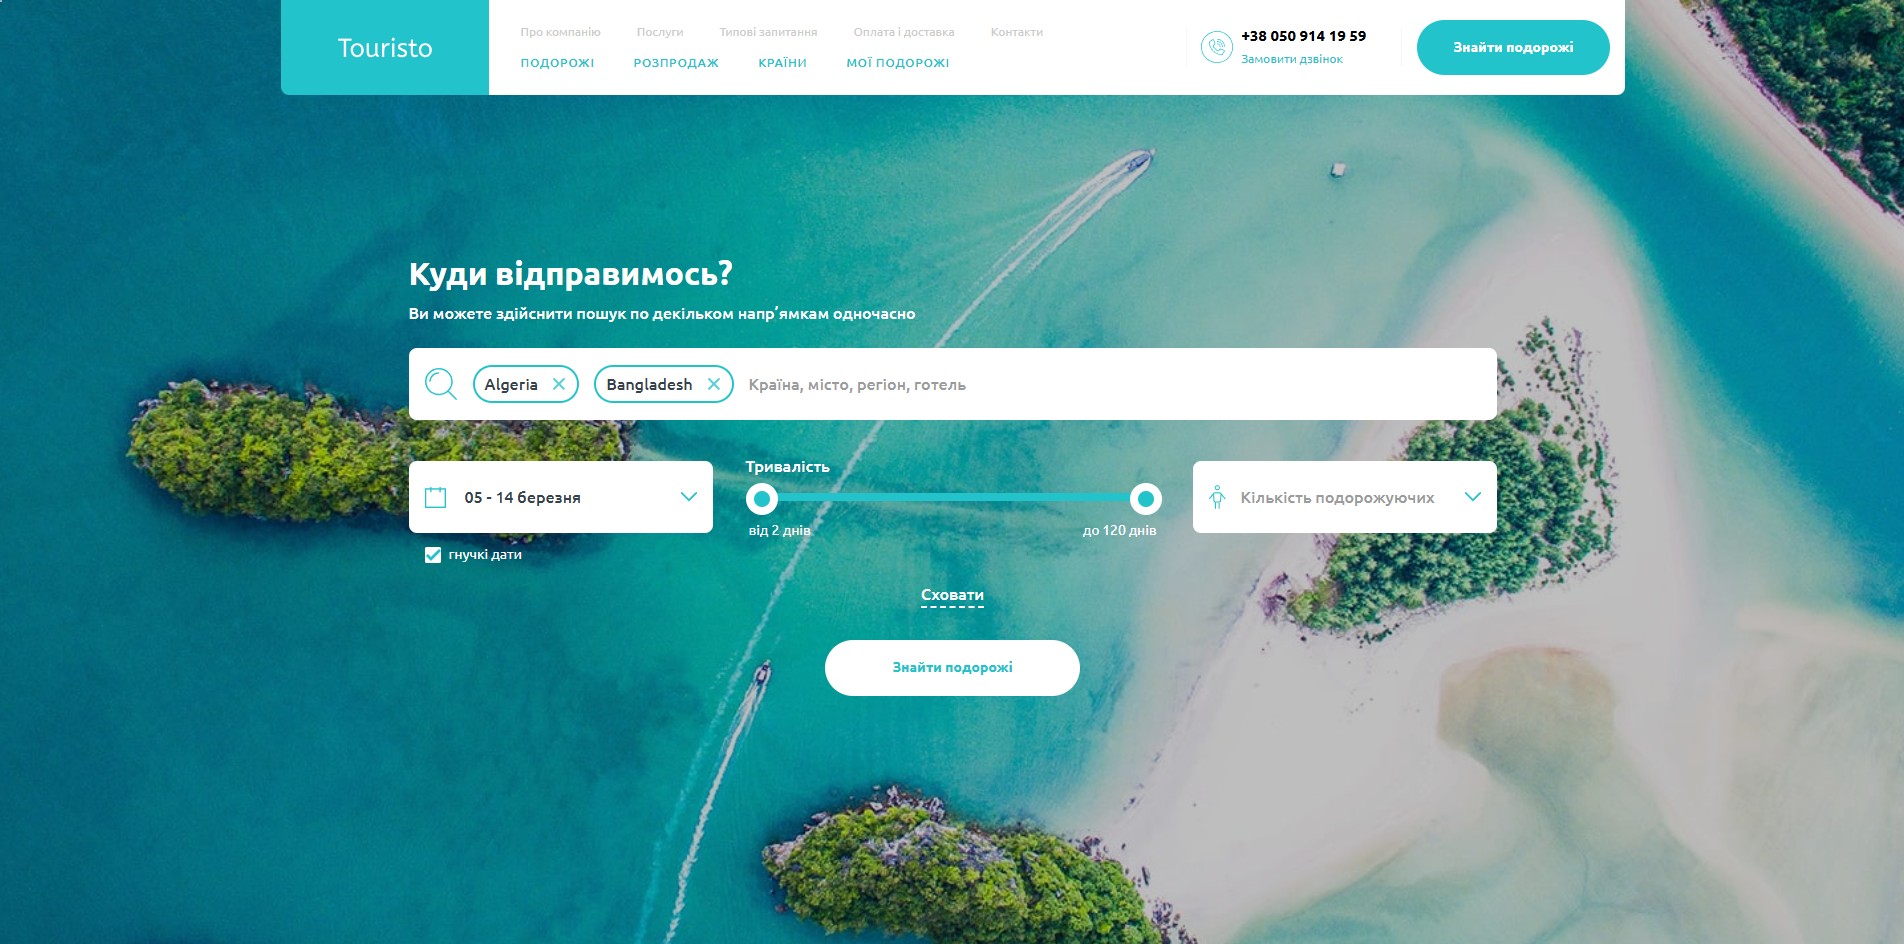 Touristo
Про компанію Послуги Типові запитання Оплата і доставка Контакти
ПОДОРОЖІ РОЗПРОДАЖ КРАЇНИ МОЇ ПОДОРОЖІ
+38 050 914 19 59
Замовити дзвінок
Знайти подорожі
Куди відправимось?
Ви можете здійснити пошук по декільком напр’ямкам одночасно
Algeria Bangladesh Країна, місто, регіон, готель
05 - 14 березня
гнучкі дати
Тривалість
від 2 днів до 120 днів
Кількість подорожуючих
Сховати
Знайти подорожі